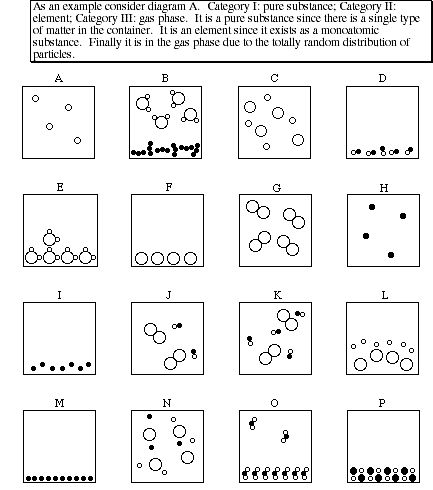 As an example consider diagram A. Category I: pure substance; Category II:
element; Category III: gas phase. It is a pure substance since there is a single type
of matter in the container. It is an element since it exists as a monoatomic
substance. Finally it is in the gas phase due to the totally random distribution of
particles.
A B C D
E F G H
I J K L
M N O P